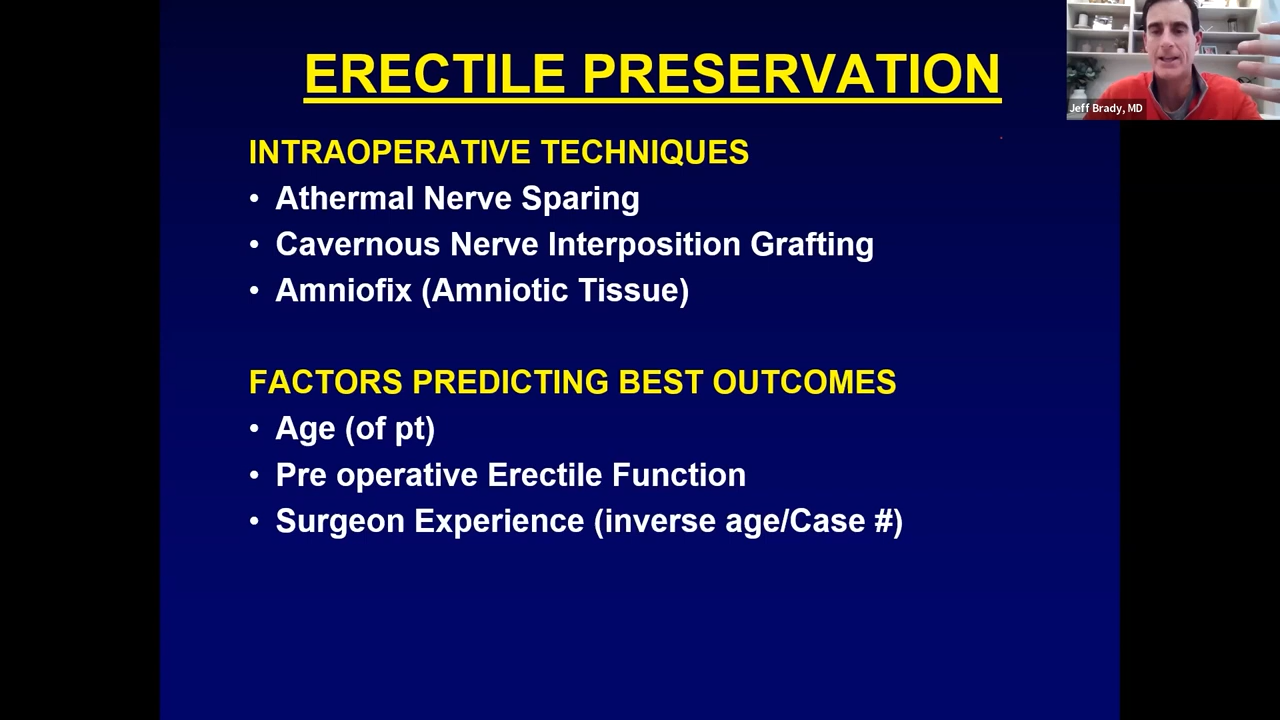 ERECTILE PRESERVATION
Jeff Brady, MD
INTRAOPERATIVE TECHNIQUES
• Athermal Nerve Sparing
• Cavernous Nerve Interposition Grafting
• Amniofix (Amniotic Tissue)
FACTORS PREDICTING BEST OUTCOMES
• Age (of pt)
• Pre operative Erectile Function
• Surgeon Experience (inverse age/Case #)